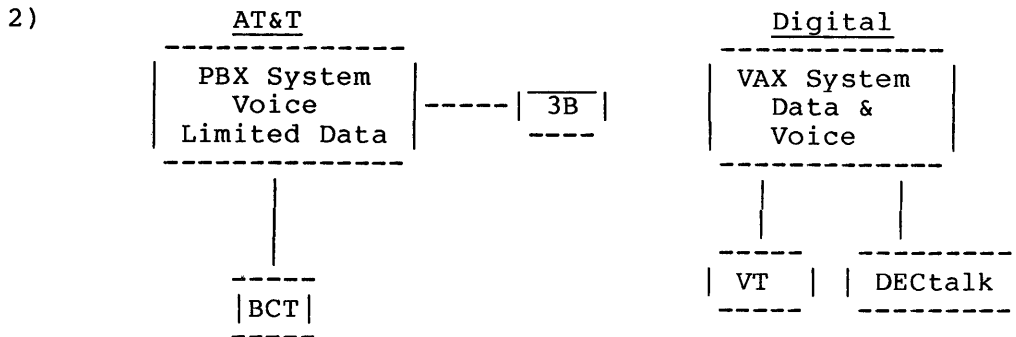 2)
AT&T
Digital
PBX System
Voice
Limited Data
3B
VAX System
Data &
Voice
BCT
VT
DECtalk